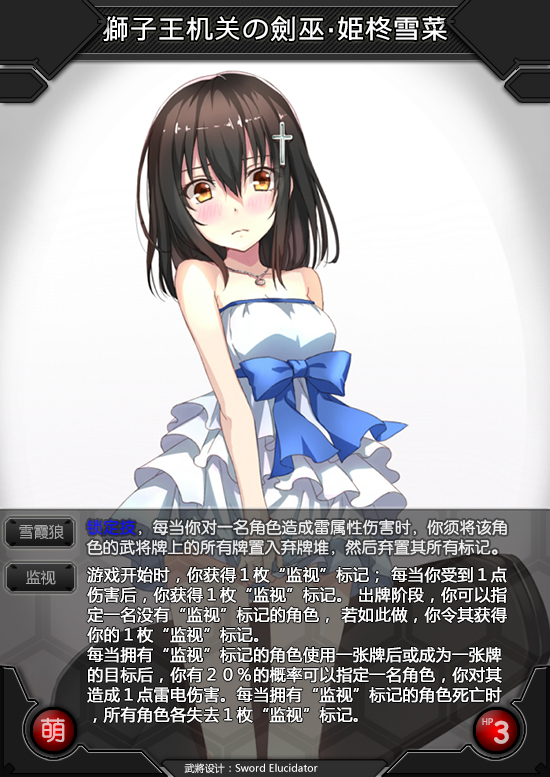 獅子王机关の劍巫·姫柊雪菜
雪霞狼
锁定技，每当你对一名角色造成雷属性伤害时，你须将该角
色的武将牌上的所有牌置入弃牌堆，然后弃置其所有标记。
监视
游戏开始时，你获得１枚“监视”标记；每当你受到１点
伤害后，你获得１枚“监视”标记。 出牌阶段，你可以指
定一名没有“监视”标记的角色， 若如此做，你令其获得
你的１枚“监视”标记。
每当拥有“监视”标记的角色使用一张牌后或成为一张牌
的目标后，你有２０％的概率可以指定一名角色，你对其
造成１点雷电伤害。每当拥有“监视”标记的角色死亡时
，所有角色各失去１枚“监视”标记。
萌
HP 3
武将设计：Sword Elucidator